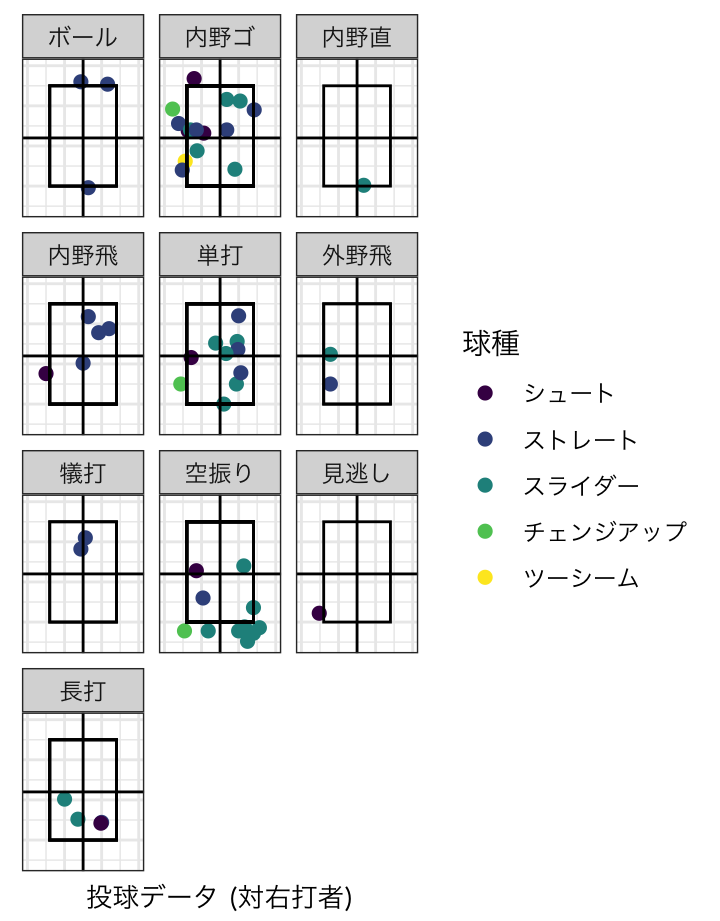 ボール
内野ゴ
内野直
内野飛
単打
外野飛
犠打
空振り
見逃し
長打
球種
シュート
ストレート
スライダー
チェンジアップ
ツーシーム
投球データ (対右打者)